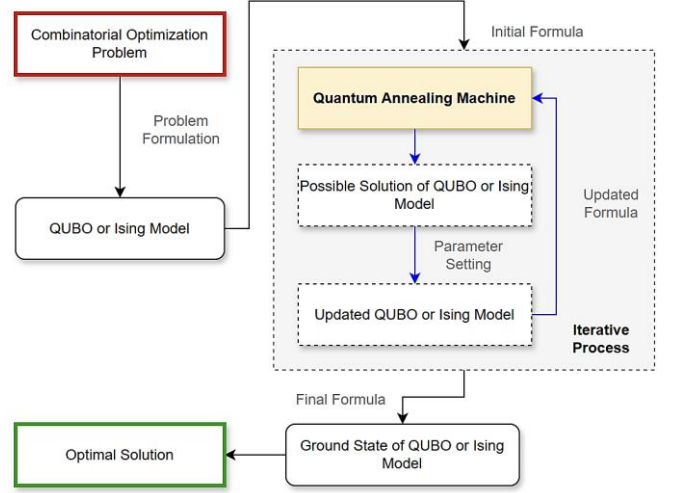 Combinatorial Optimization
Problem
Initial Formula
Quantum Annealing Machine
Problem
Formulation
Possible Solution of QUBO or Ising
Model
QUBO or Ising Model
Updated
Formula
Parameter
Setting
Updated QUBO or Ising Model
Iterative
Process
Final Formula
Optimal Solution
Ground State of QUBO or Ising
Model